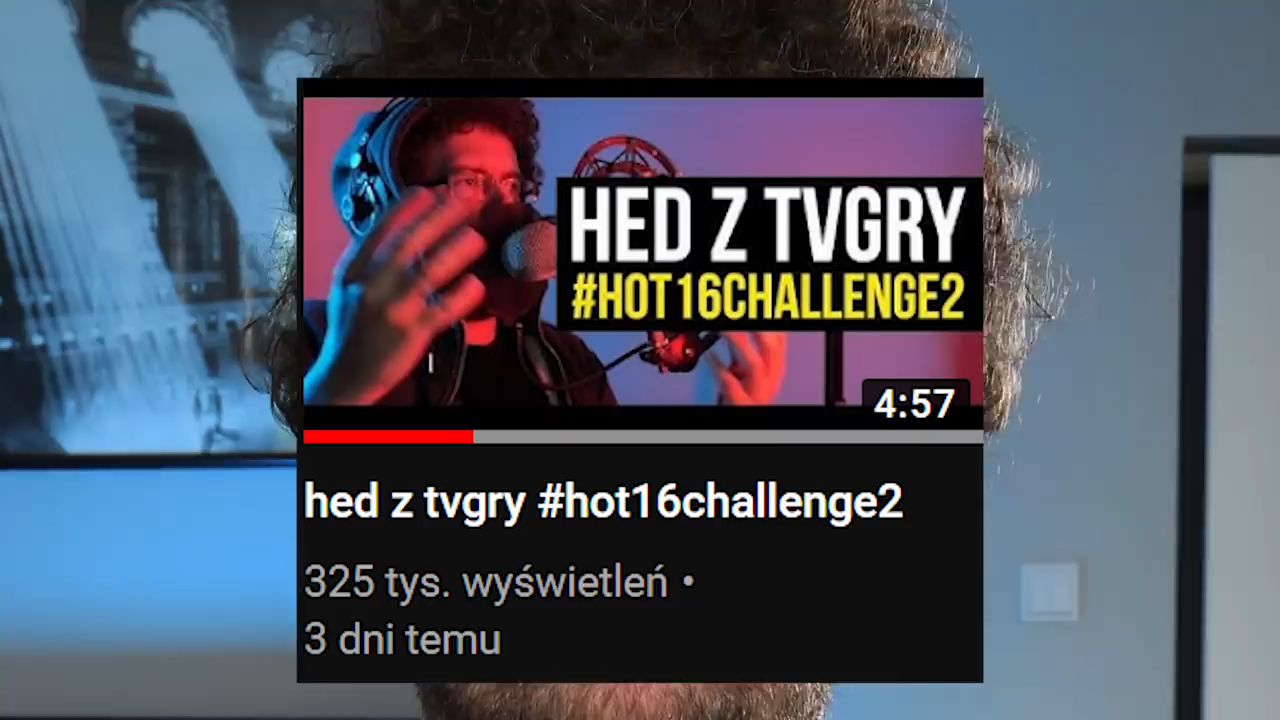 HED Z TVGRY
#HOT16CHALLENGE2
4:57
hed z tvgry #hot16challenge2
325 tys. wyświetleń •
3 dni temu